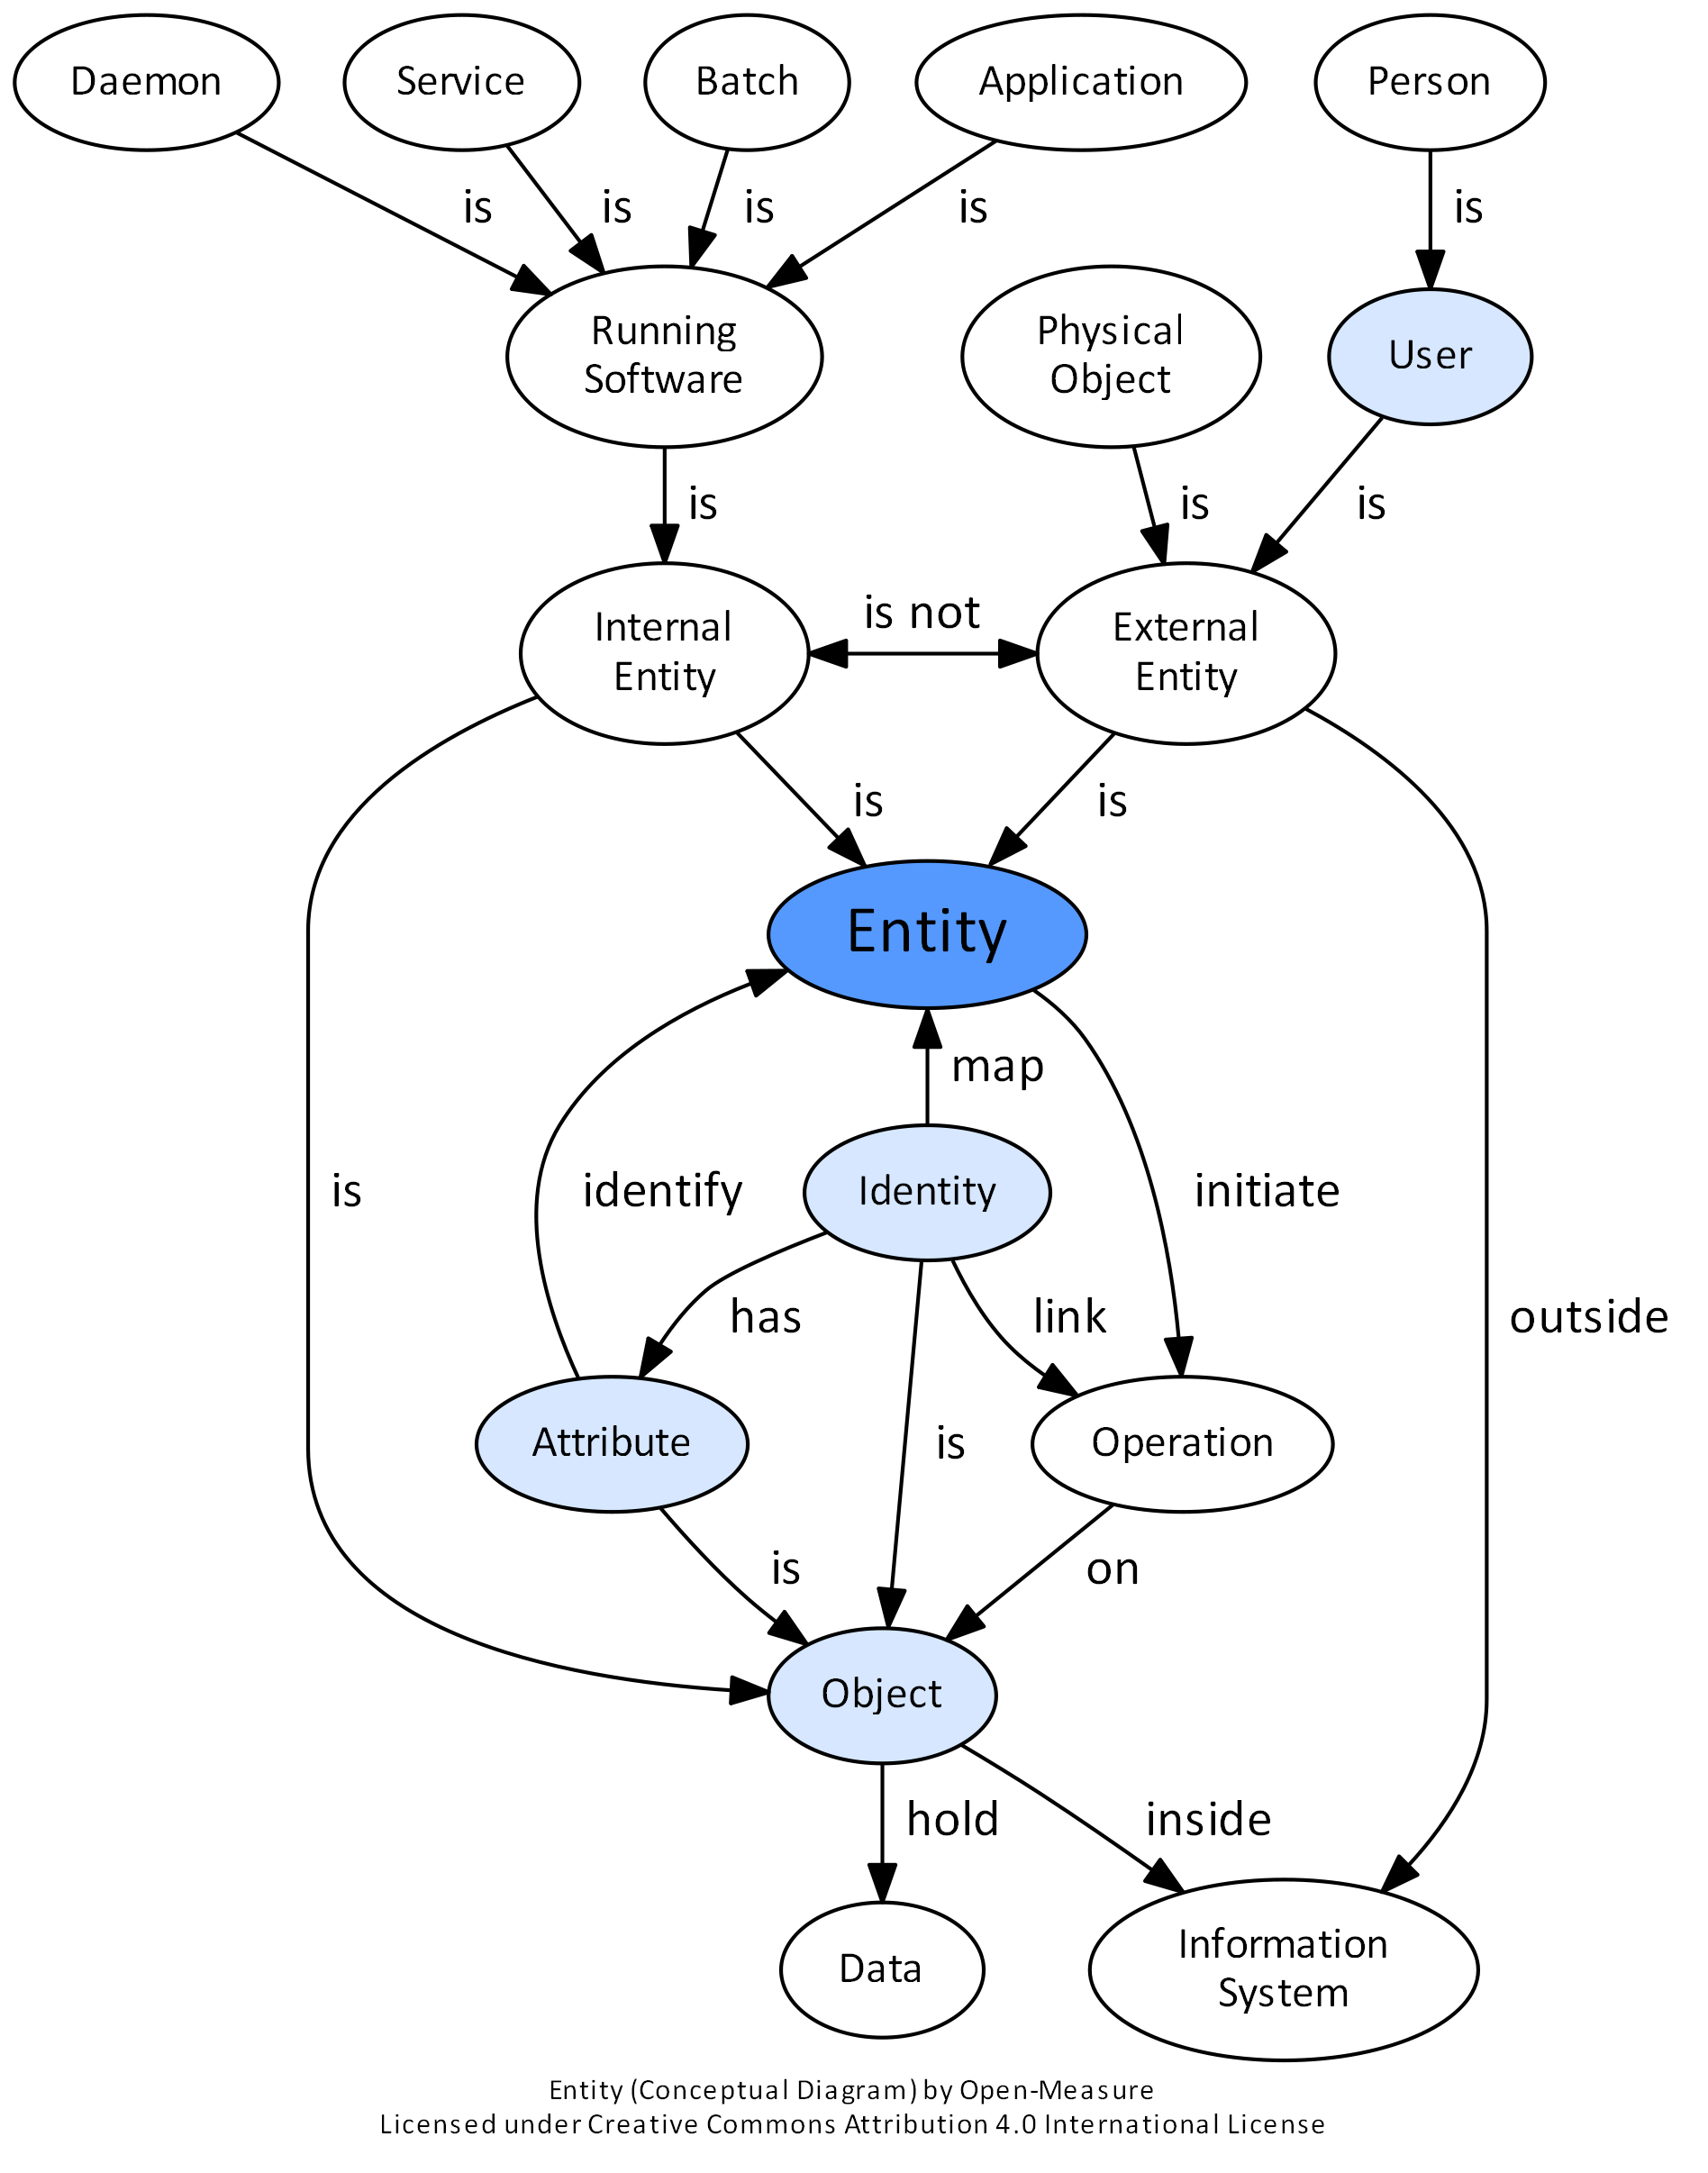 Daemon
Service
Batch
Application
Person
is
is
is
is
is
Running
Software
Physical
Object
User
is
is
is
Internal
Entity
is not
External
Entity
is
is
Entity
map
is
identify
Identity
initiate
has
link
outside
Attribute
is
Operation
is
on
Object
hold
inside
Data
Information
System
Entity (Conceptual Diagram) by Open-Measure
Licensed under Creative Commons Attribution 4.0 International License